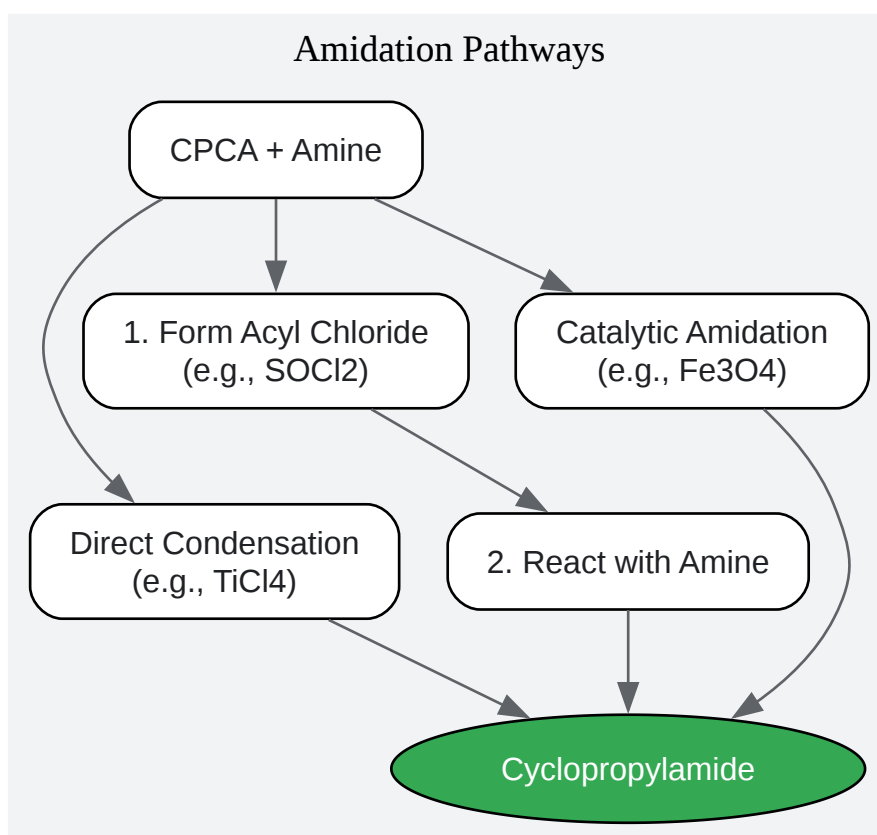 Amidation Pathways
CPCA + Amine
1. Form Acyl Chloride
(e.g., SOCl2)
Catalytic Amidation
(e.g., Fe3O4)
Direct Condensation
(e.g., TiCl4)
2. React with Amine
Cyclopropylamide